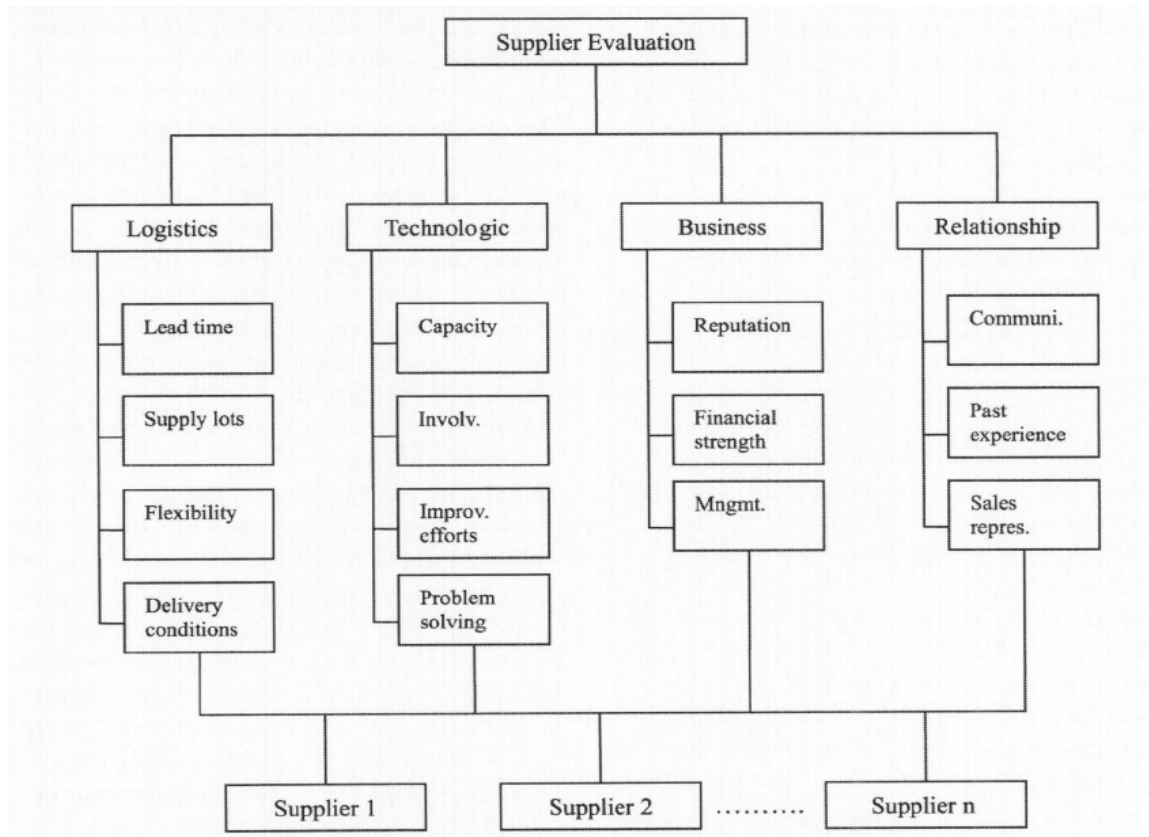 Supplier Evaluation
Logistics
Technologic
Business
Relationship
Lead time
Supply lots
Flexibility
Delivery
conditions
Capacity
Involv.
Improv.
efforts
Problem
solving
Reputation
Financial
strength
Mngmt.
Communi.
Past
experience
Sales
repres.
Supplier 1
Supplier 2
............
Supplier n